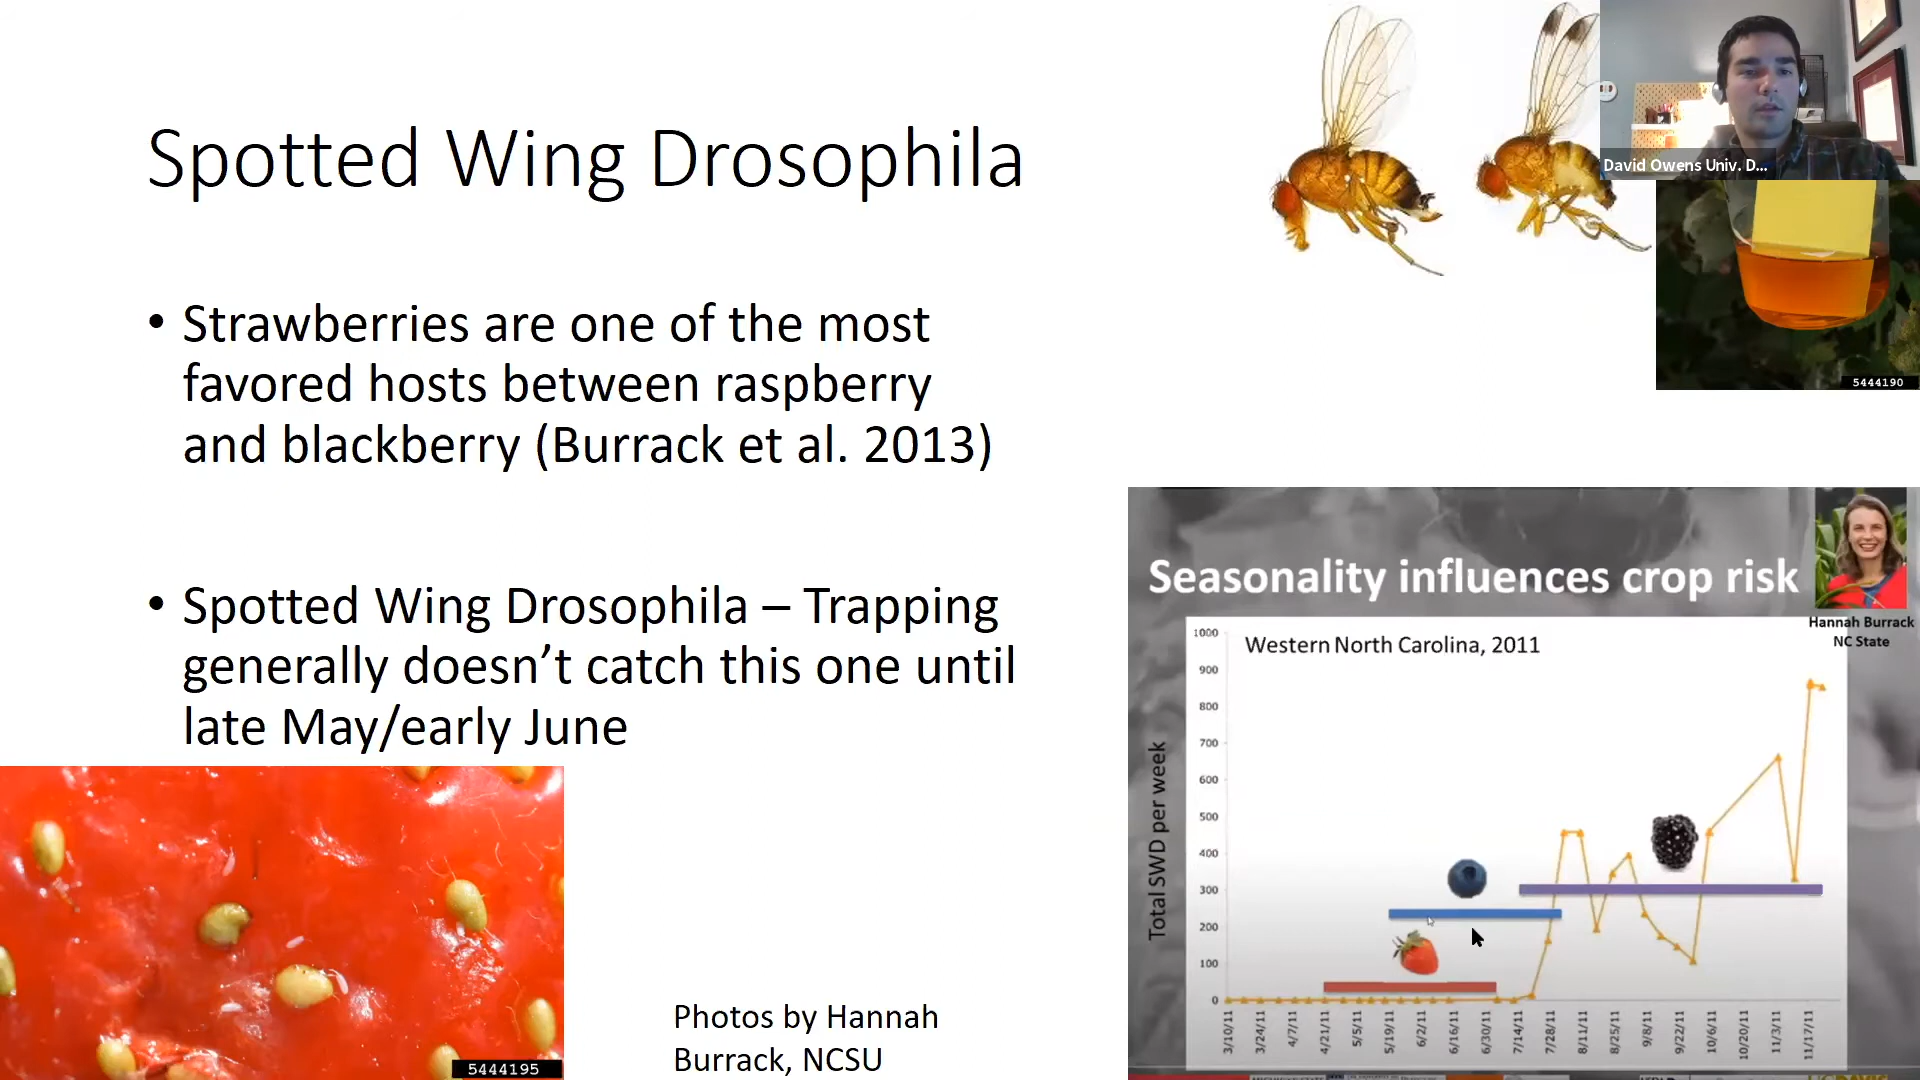 Spotted Wing Drosophila
David Owens Univ. D...
5444190
• Strawberries are one of the most
favored hosts between raspberry
and blackberry (Burrack et al. 2013)
• Spotted Wing Drosophila – Trapping
generally doesn’t catch this one until
late May/early June
5444195
Photos by Hannah
Burrack, NCSU
Seasonality influences crop risk
Hannah Burrack
NC State
Western North Carolina, 2011
Total SWD per week
1000
900
800
700
600
500
400
300
200
100
0
3/10/11
3/24/11
4/7/11
4/21/11
5/5/11
5/19/11
6/2/11
6/16/11
6/30/11
7/14/11
7/28/11
8/11/11
8/25/11
9/8/11
9/22/11
10/6/11
10/20/11
11/3/11
11/17/11